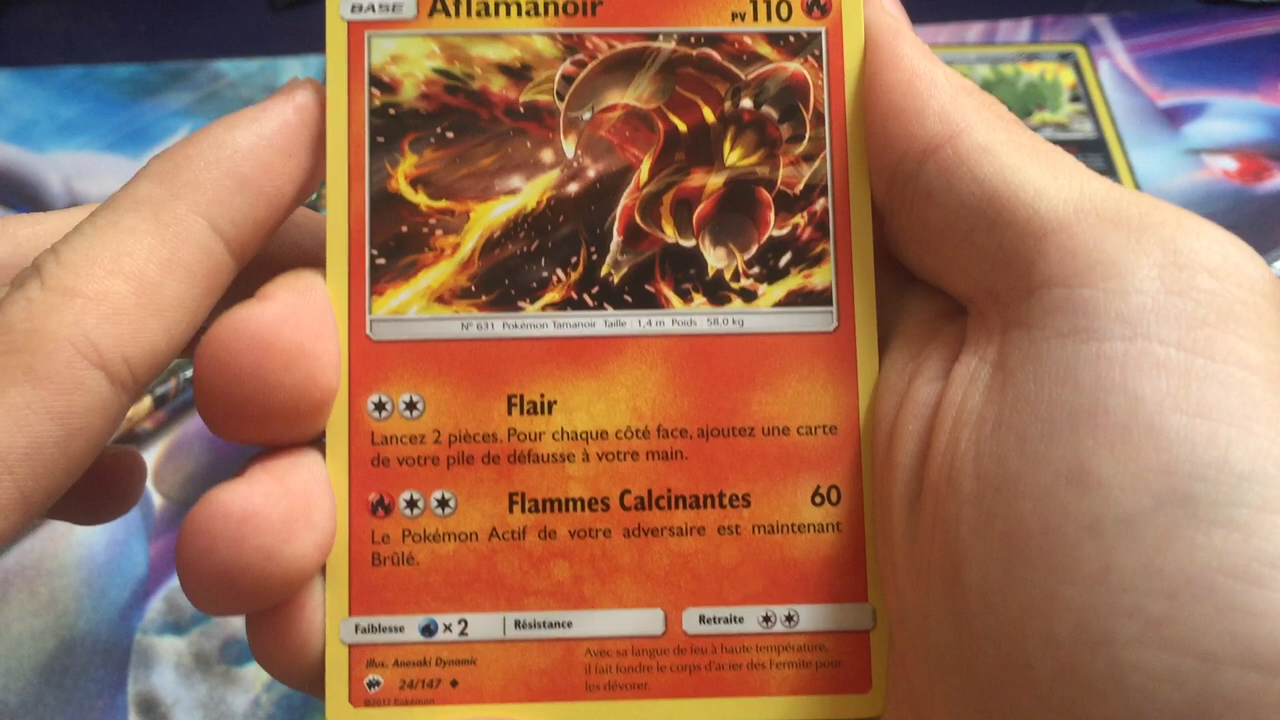 BASE Aflamanoir PV110
N° 631 Pokémon Tamanoir Taille : 1,4 m Poids : 58,0 kg
Flair
Lancez 2 pièces. Pour chaque côté face, ajoutez une carte
de votre pile de défausse à votre main.
Flammes Calcinantes 60
Le Pokémon Actif de votre adversaire est maintenant
Brûlé.
Faiblesse × 2 Résistance Retraite
Illus. Anesaki Dynamic
24/147
©2017 Pokémon
Avec sa langue de feu à haute température,
il fait fondre le corps d'acier des Fermite pour
les dévorer.